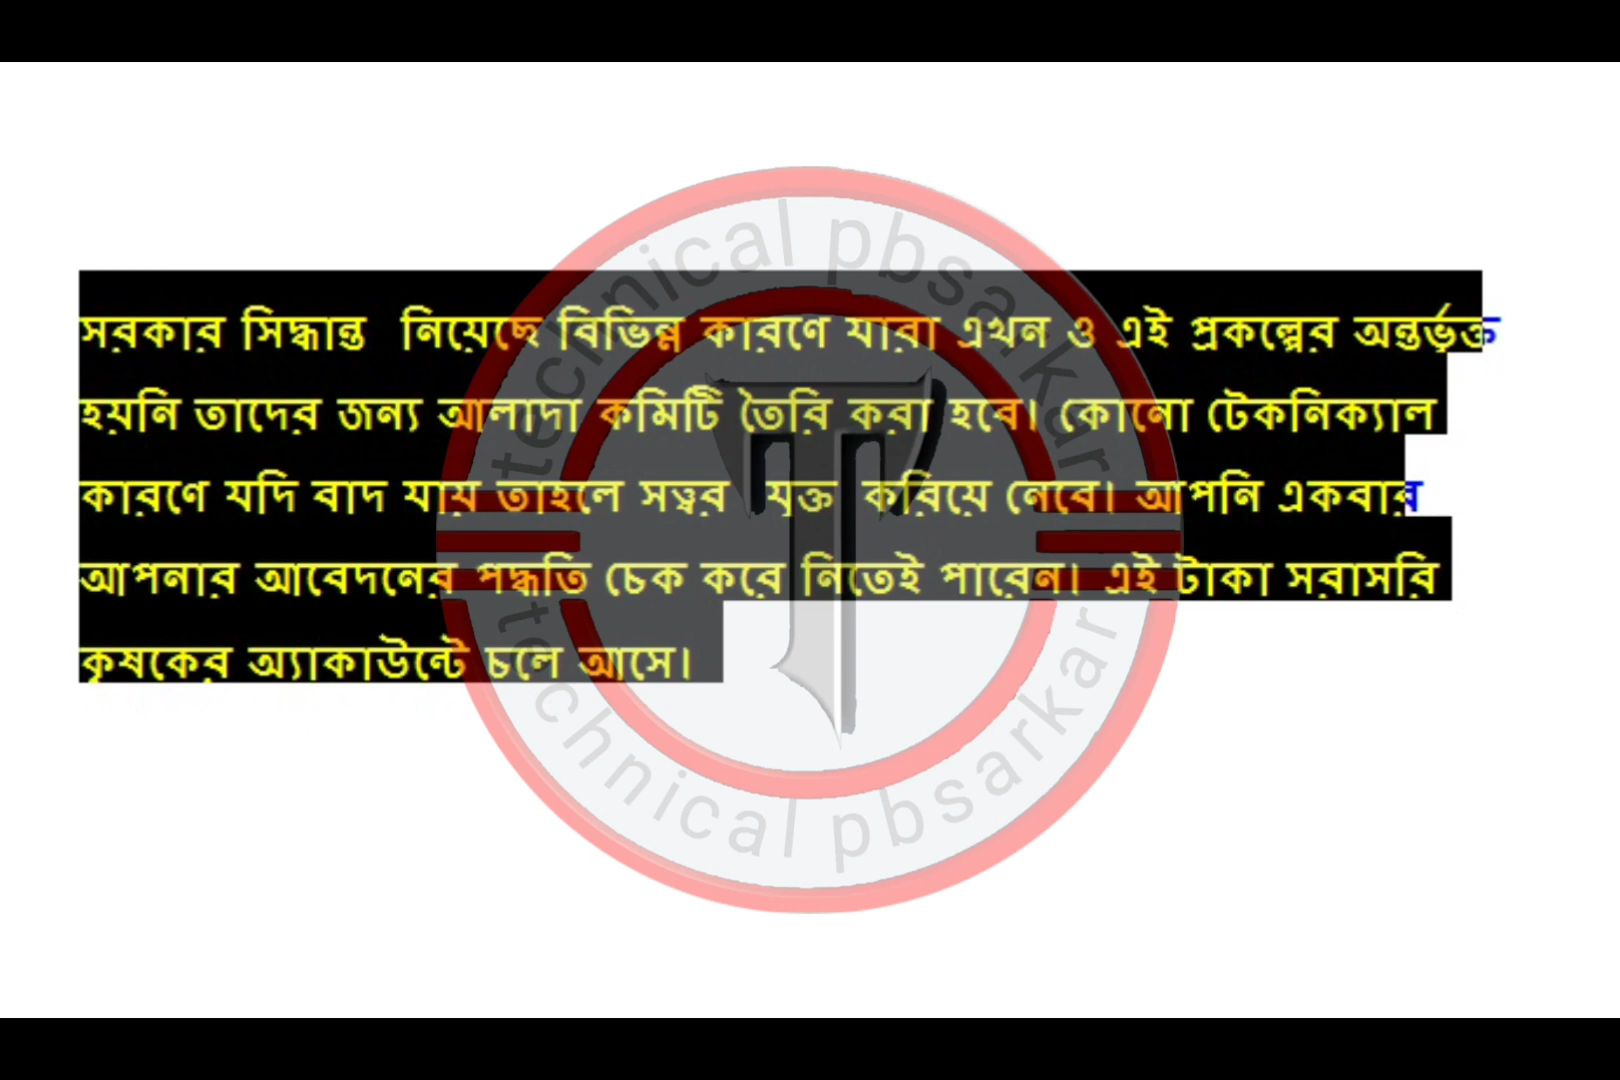 সরকার সিদ্ধান্ত নিয়েছে বিভিন্ন কারণে যারা এখন ও এই প্রকল্পের অন্তর্ভূক্ত
হয়নি তাদের জন্য আলাদা কমিটি তৈরি করা হবে। কোনো টেকনিক্যাল
কারণে যদি বাদ যায় তাহলে সত্ত্বর যুক্ত করিয়ে নেবে। আপনি একবার
আপনার আবেদনের পদ্ধতি চেক করে নিতেই পারেন। এই টাকা সরাসরি
কৃষকের অ্যাকাউন্টে চলে আসে।
technical pbsarkar
technical pbsarkar